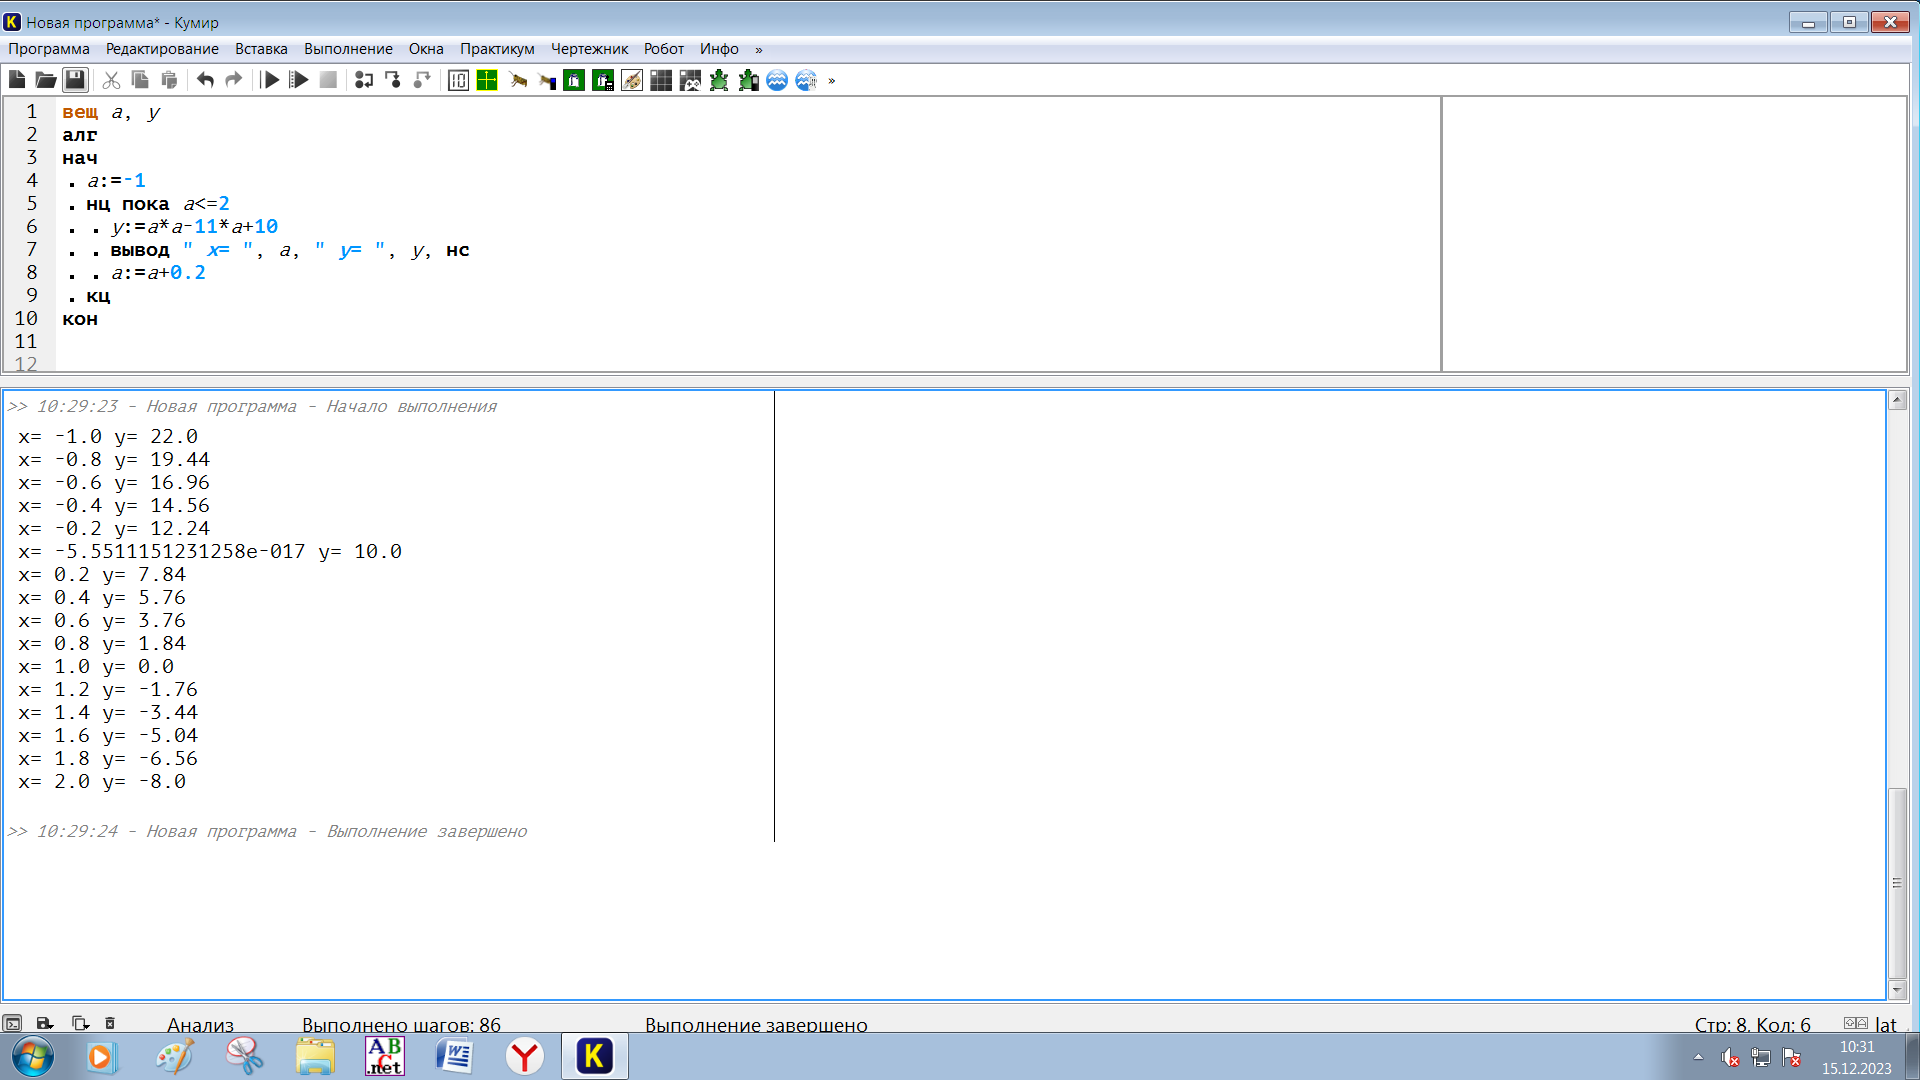 Новая программа* - Кумир
Программа Редактирование Вставка Выполнение Окна Практикум Чертежник Робот Инфо »
»
1 вещ a, y
2 алг
3 нач
4 . a:=-1
5 . нц пока a<=2
6 . . y:=a*a-11*a+10
7 . . вывод " x= ", a, " y= ", y, нс
8 . . a:=a+0.2
9 . кц
10 кон
11
12
>> 10:29:23 - Новая программа - Начало выполнения
x= -1.0 y= 22.0
x= -0.8 y= 19.44
x= -0.6 y= 16.96
x= -0.4 y= 14.56
x= -0.2 y= 12.24
x= -5.5511151231258e-017 y= 10.0
x= 0.2 y= 7.84
x= 0.4 y= 5.76
x= 0.6 y= 3.76
x= 0.8 y= 1.84
x= 1.0 y= 0.0
x= 1.2 y= -1.76
x= 1.4 y= -3.44
x= 1.6 y= -5.04
x= 1.8 y= -6.56
x= 2.0 y= -8.0
>> 10:29:24 - Новая программа - Выполнение завершено
Анализ Выполнено шагов: 86 Выполнение завершено Стр: 8, Кол: 6 lat
ABC.net W Y K
10:31
15.12.2023